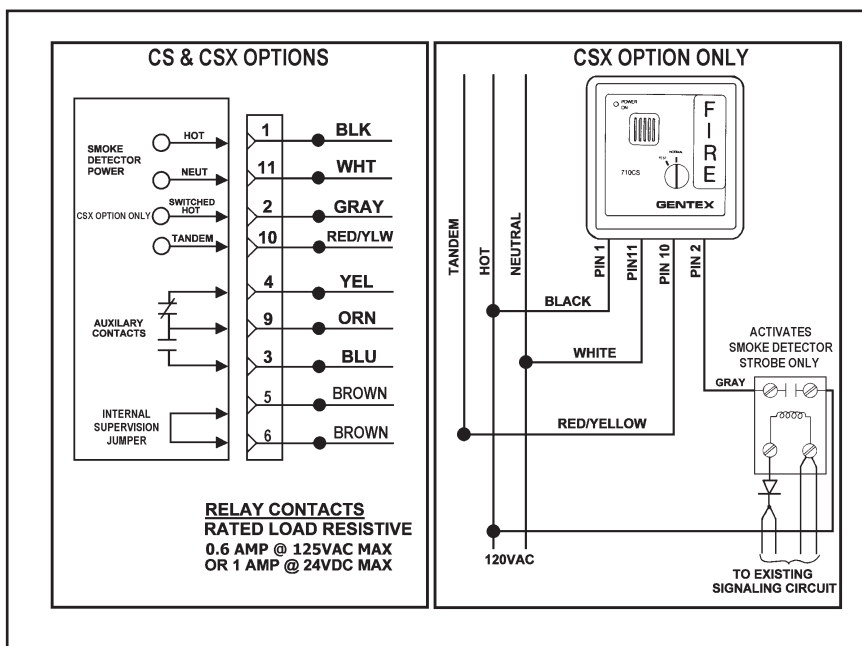 CS & CSX OPTIONS
SMOKE
DETECTOR
POWER
HOT
NEUT
CSX OPTION ONLY
SWITCHED
HOT
TANDEM
1
BLK
11
WHT
2
GRAY
10
RED/YLW
AUXILARY
CONTACTS
4
YEL
9
ORN
3
BLU
INTERNAL
SUPERVISION
JUMPER
5
BROWN
6
BROWN
RELAY CONTACTS
RATED LOAD RESISTIVE
0.6 AMP @ 125VAC MAX
OR 1 AMP @ 24VDC MAX
CSX OPTION ONLY
POWER
ON
FIRE
NORMAL
TEST
710CS
GENTEX
TANDEM
HOT
NEUTRAL
PIN 1
PIN11
PIN 10
PIN 2
BLACK
WHITE
RED/YELLOW
ACTIVATES
SMOKE DETECTOR
STROBE ONLY
GRAY
120VAC
TO EXISTING
SIGNALING CIRCUIT